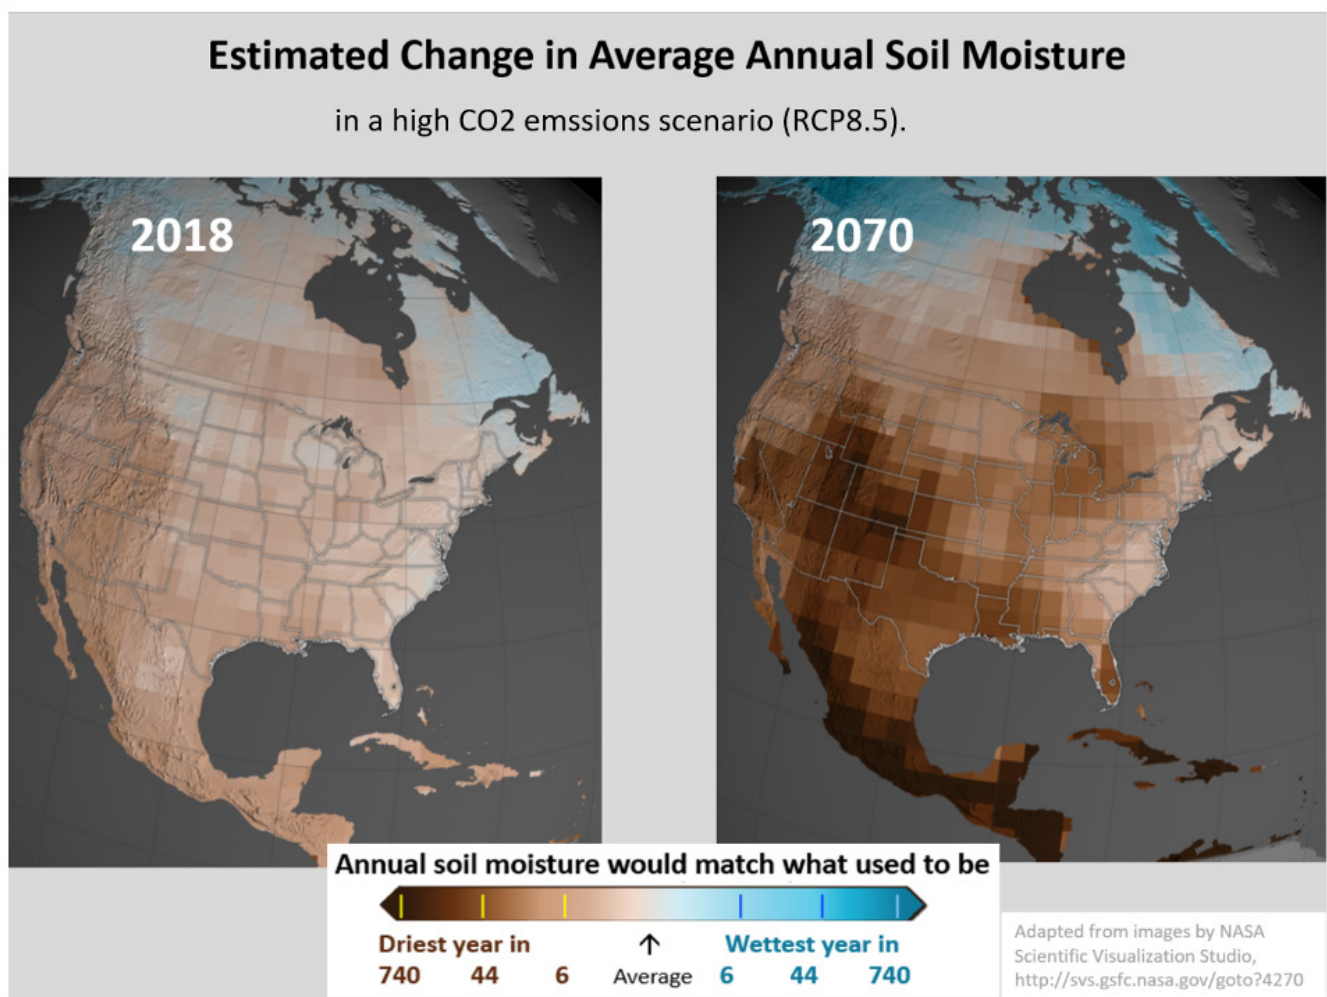 Estimated Change in Average Annual Soil Moisture
in a high CO2 emssions scenario (RCP8.5).
2018
2070
Annual soil moisture would match what used to be
Driest year in
Wettest year in
740 44 6 Average 6 44 740
Adapted from images by NASA
Scientific Visualization Studio,
http://svs.gsfc.nasa.gov/goto?4270